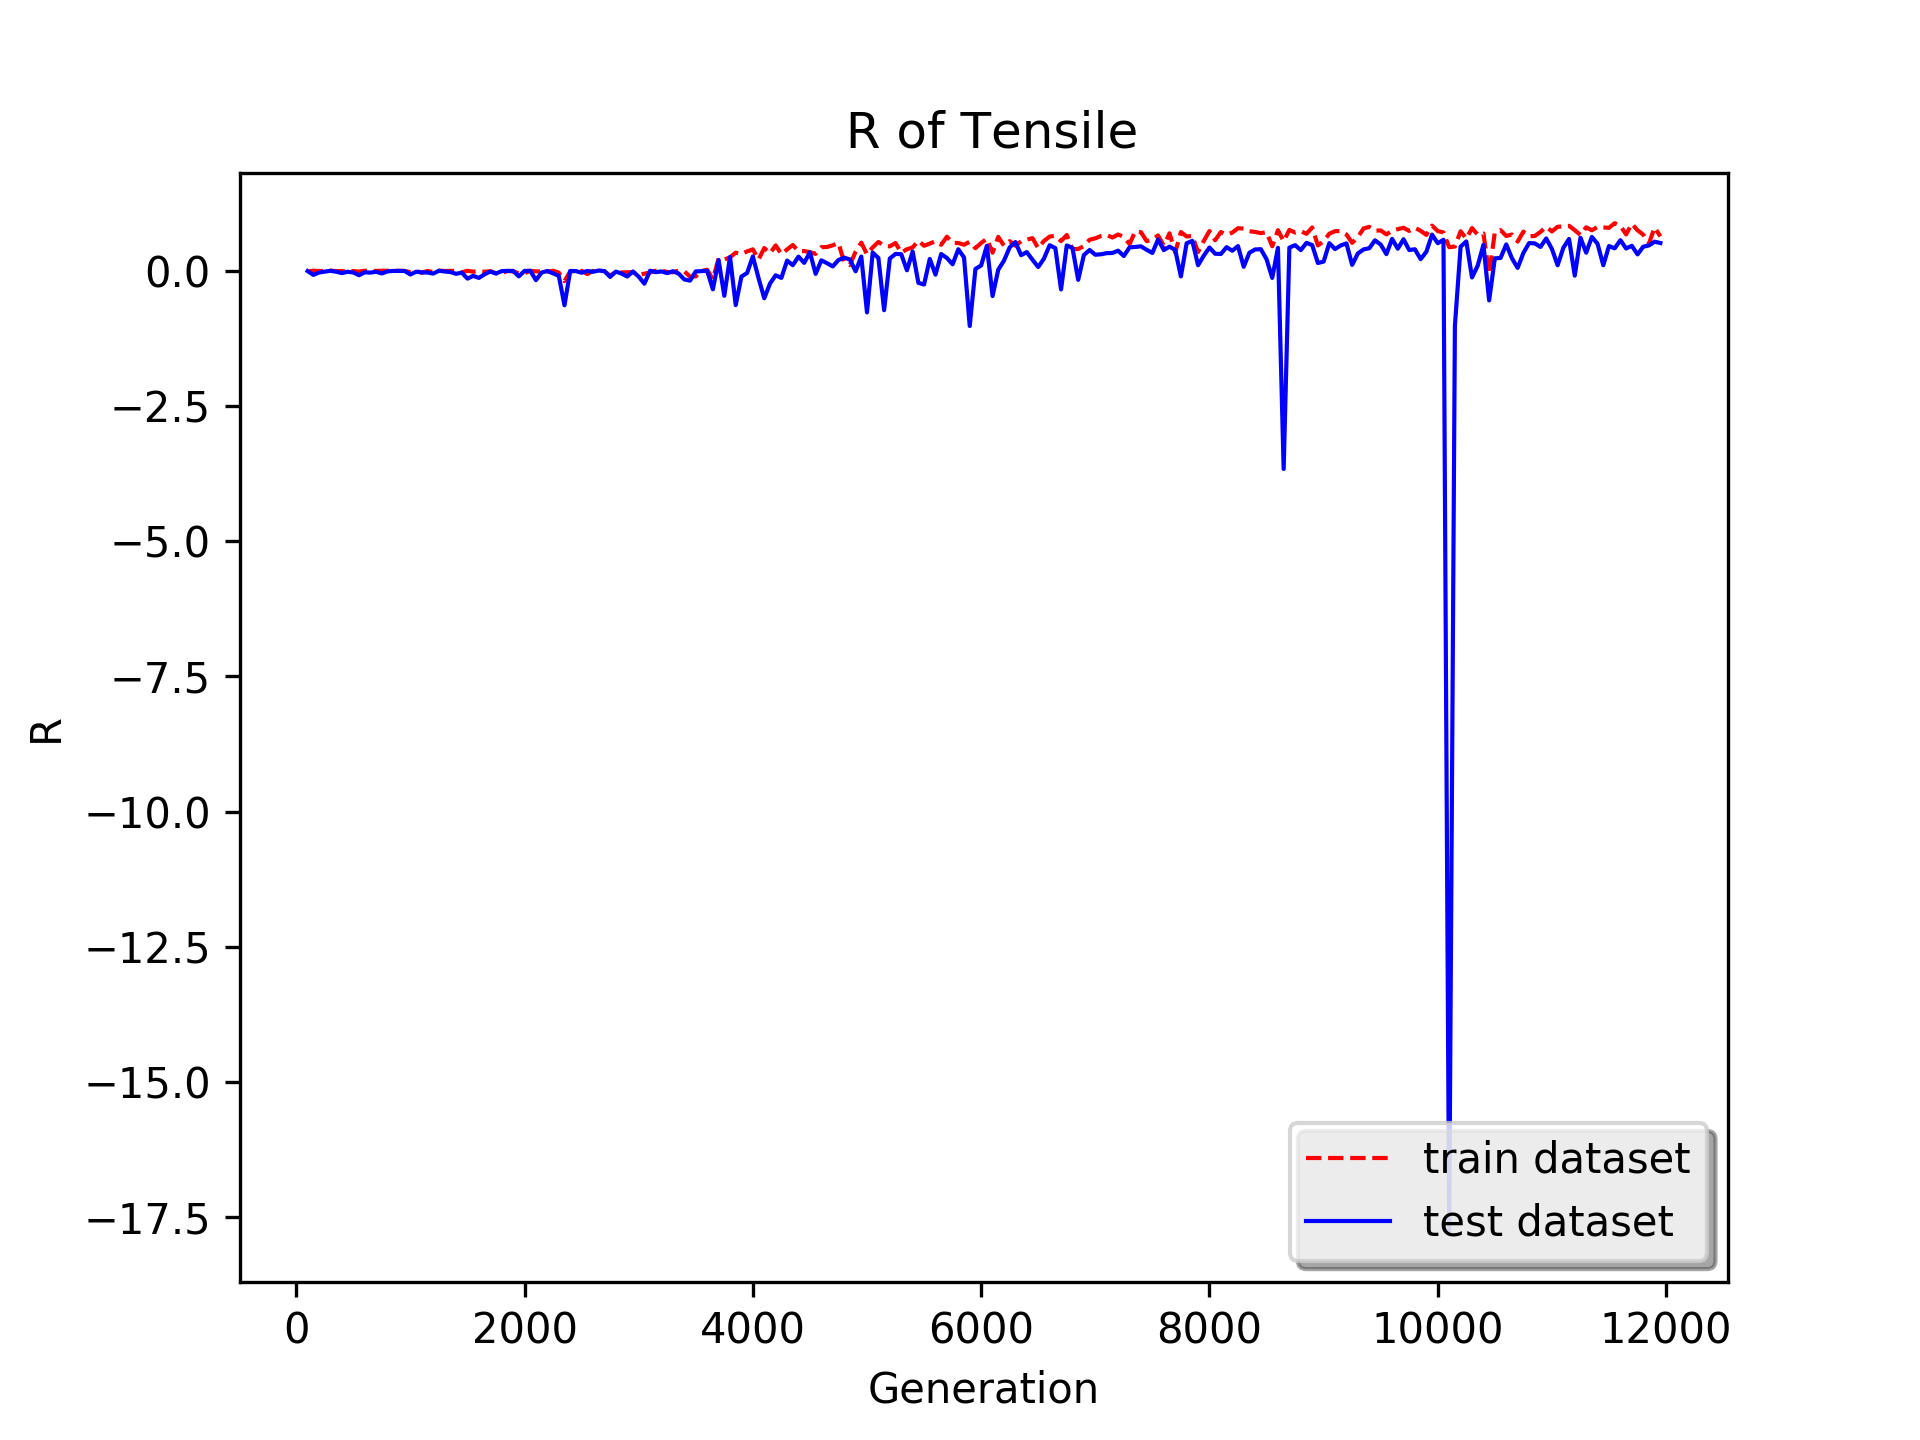 R of Tensile
R
0.0
−2.5
−5.0
−7.5
−10.0
−12.5
−15.0
−17.5
train dataset
test dataset
0 2000 4000 6000 8000 10000 12000
Generation